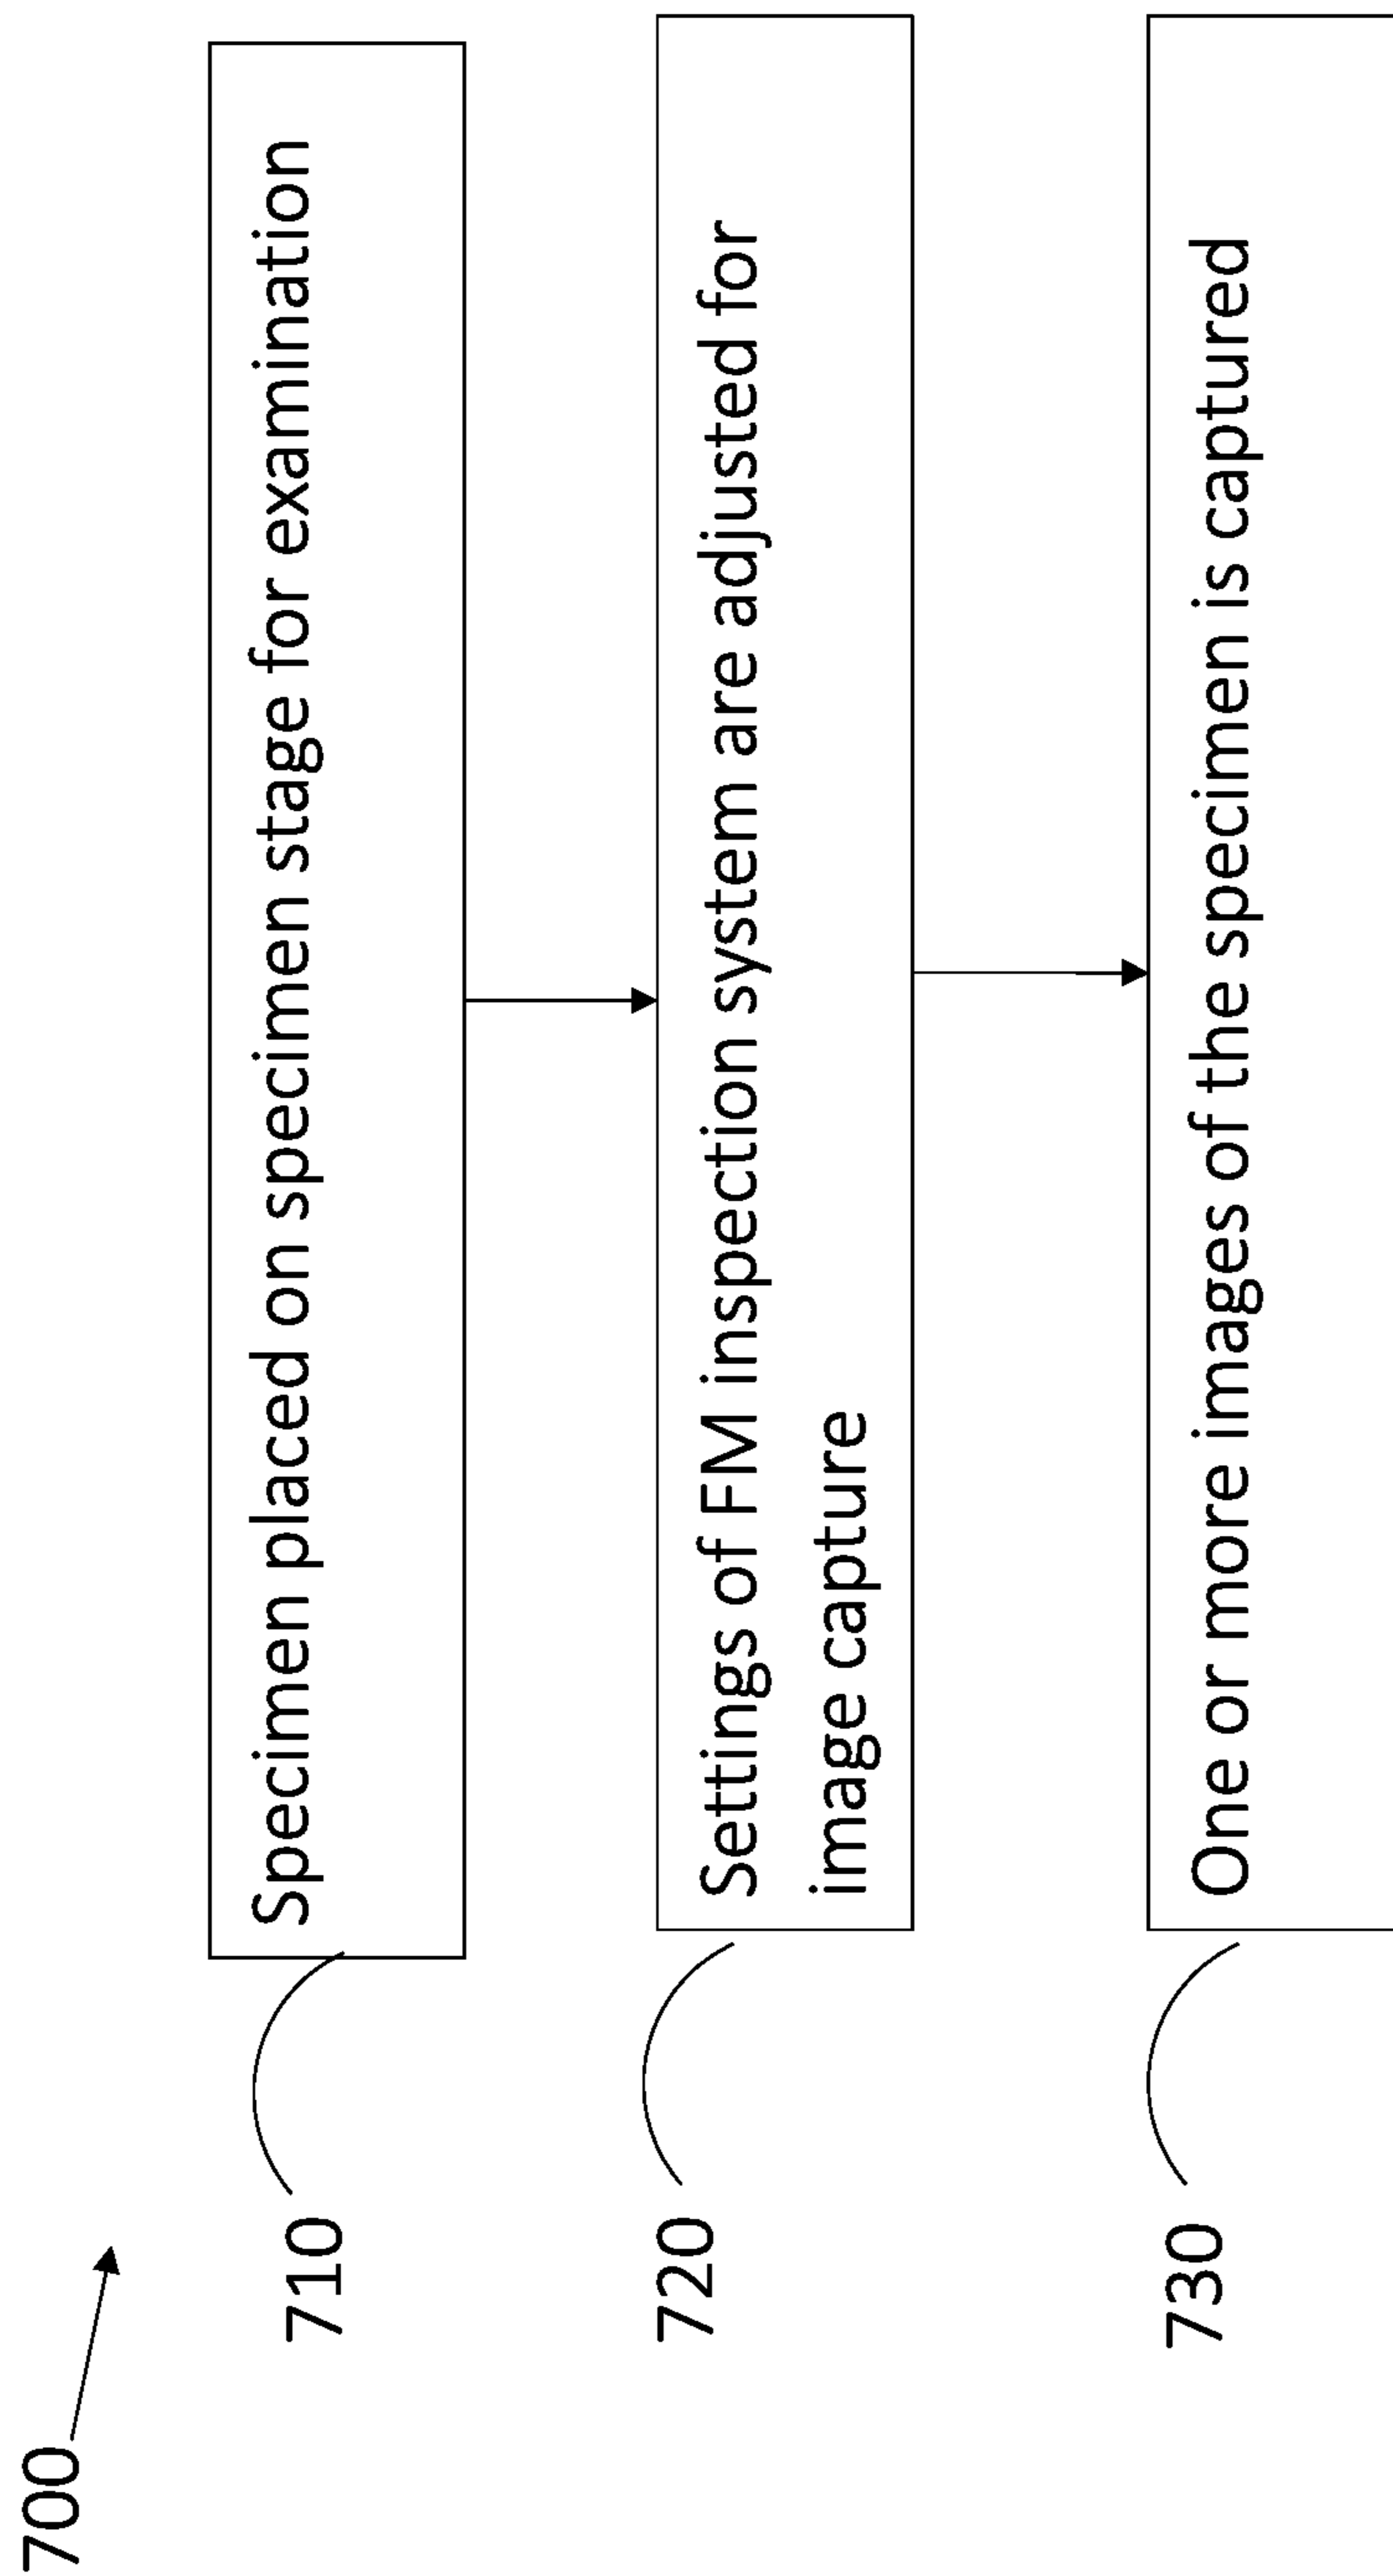 700
710
Specimen placed on specimen stage for examination
720
Settings of FM inspection system are adjusted for
image capture
730
One or more images of the specimen is captured